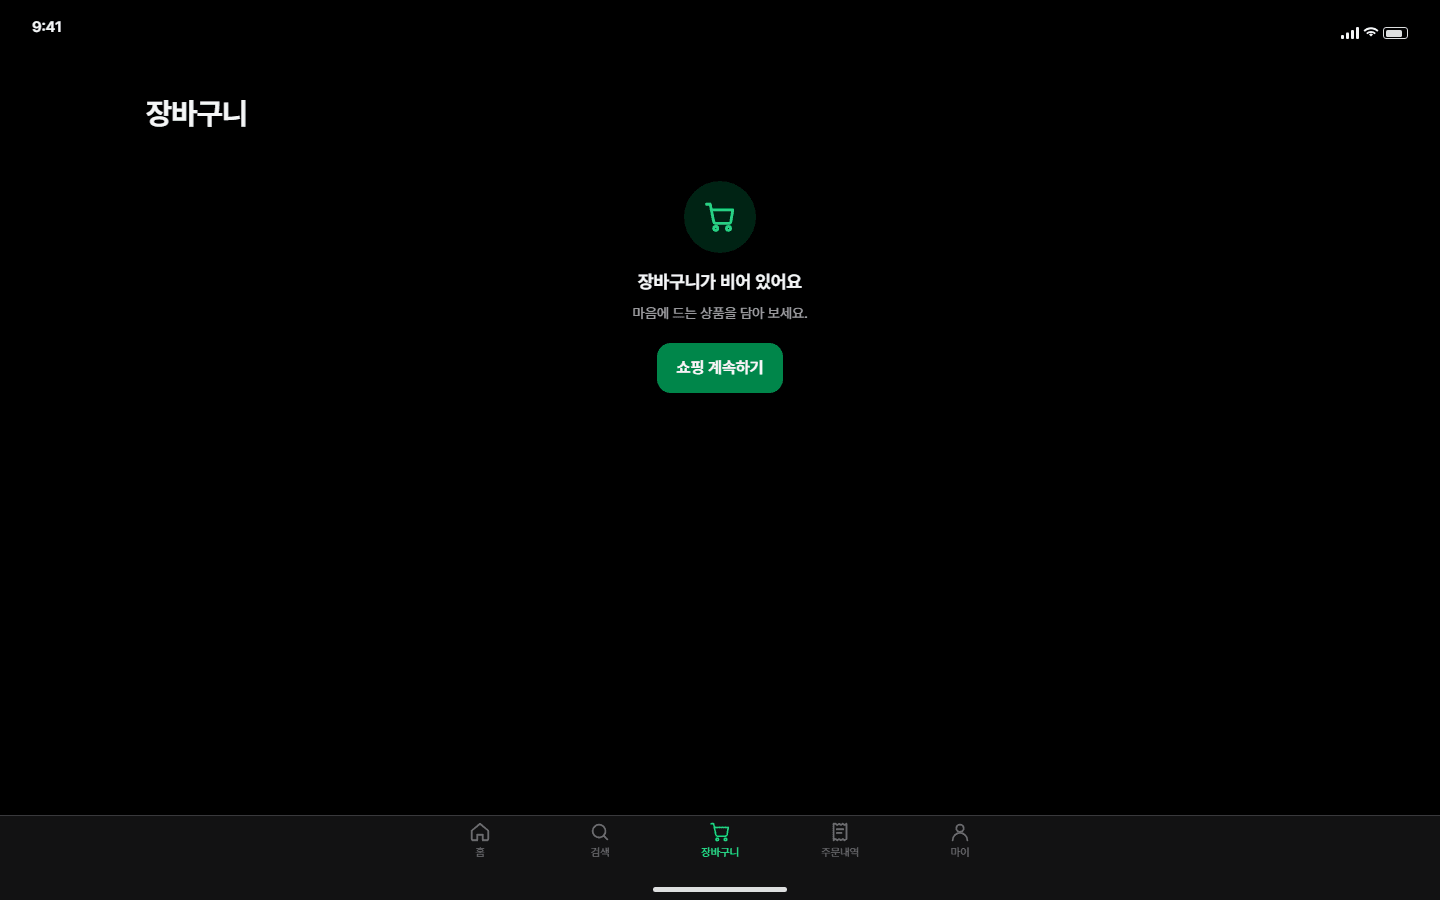 9:41
장바구니
장바구니가 비어 있어요
마음에 드는 상품을 담아 보세요.
쇼핑 계속하기
홈
검색
장바구니
주문내역
마이